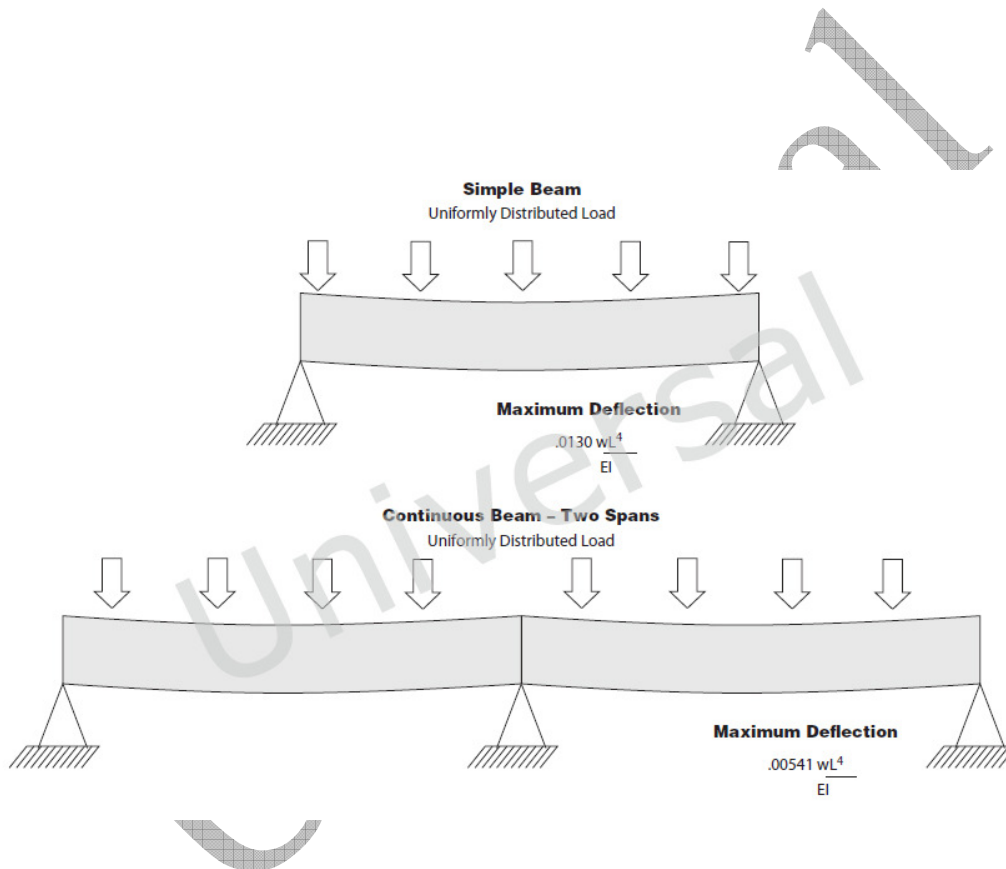 Simple Beam
Uniformly Distributed Load
Maximum Deflection
.0130 wL⁴
EI
Continuous Beam – Two Spans
Uniformly Distributed Load
Maximum Deflection
.00541 wL⁴
EI
Universal